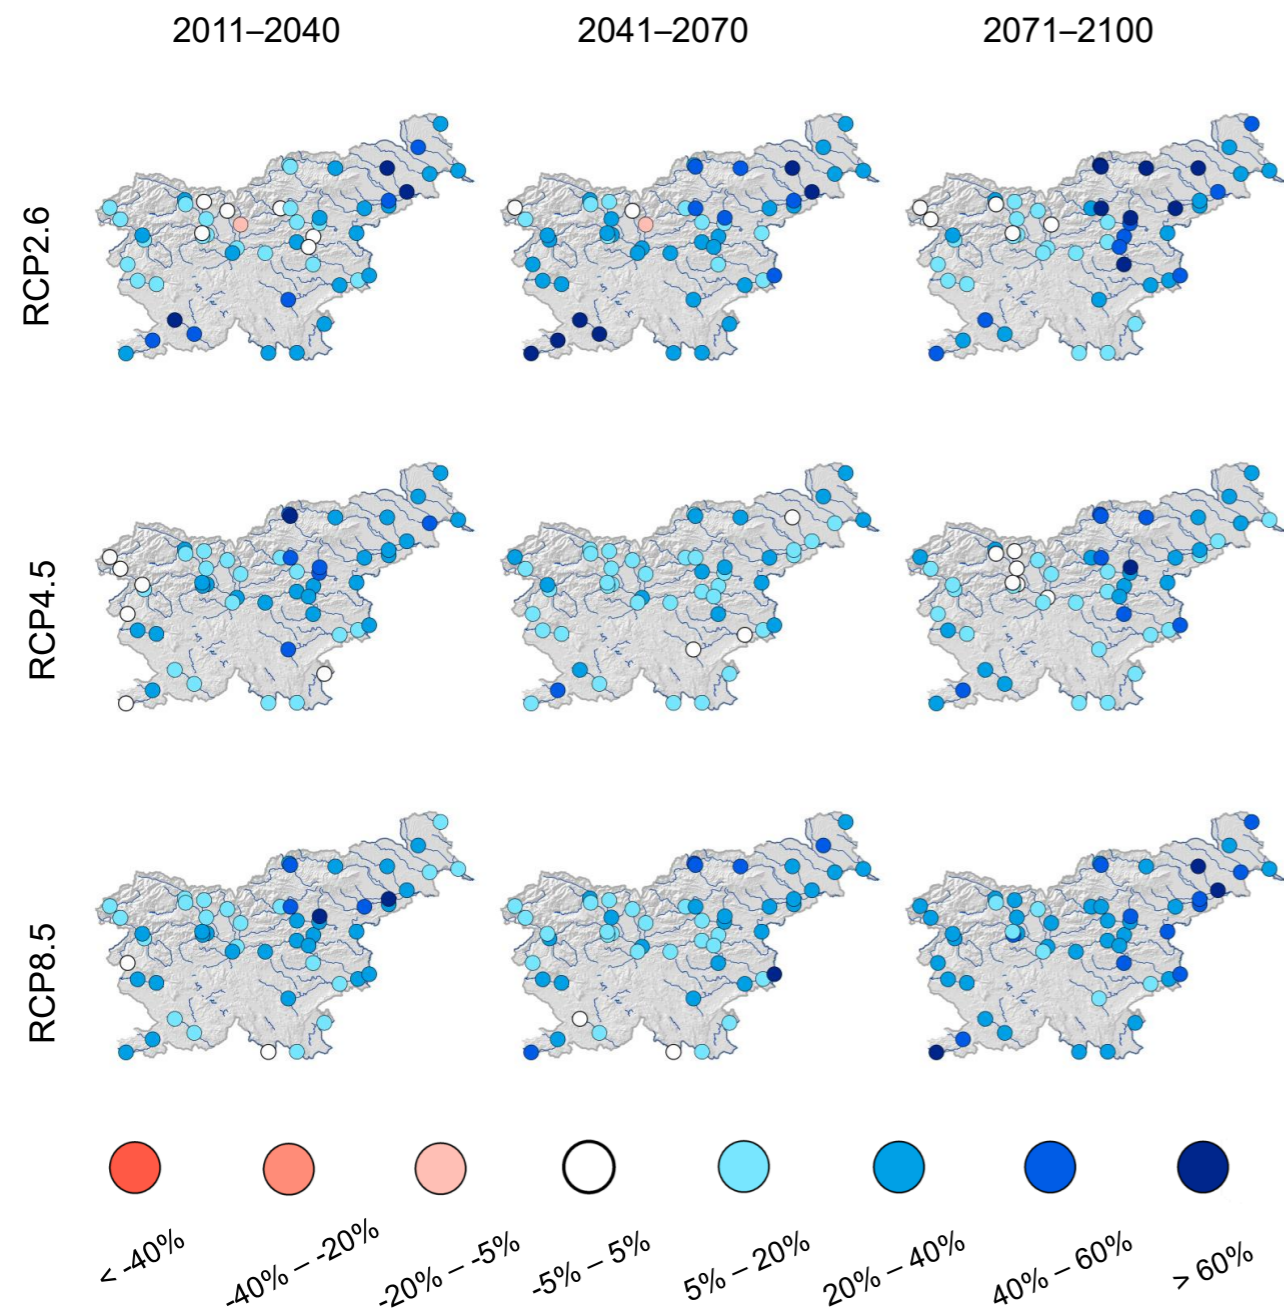 2011–2040 2041–2070 2071–2100
RCP2.6
RCP4.5
RCP8.5
< -40% -40% – -20% -20% – -5% -5% – 5% 5% – 20% 20% – 40% 40% – 60% > 60%